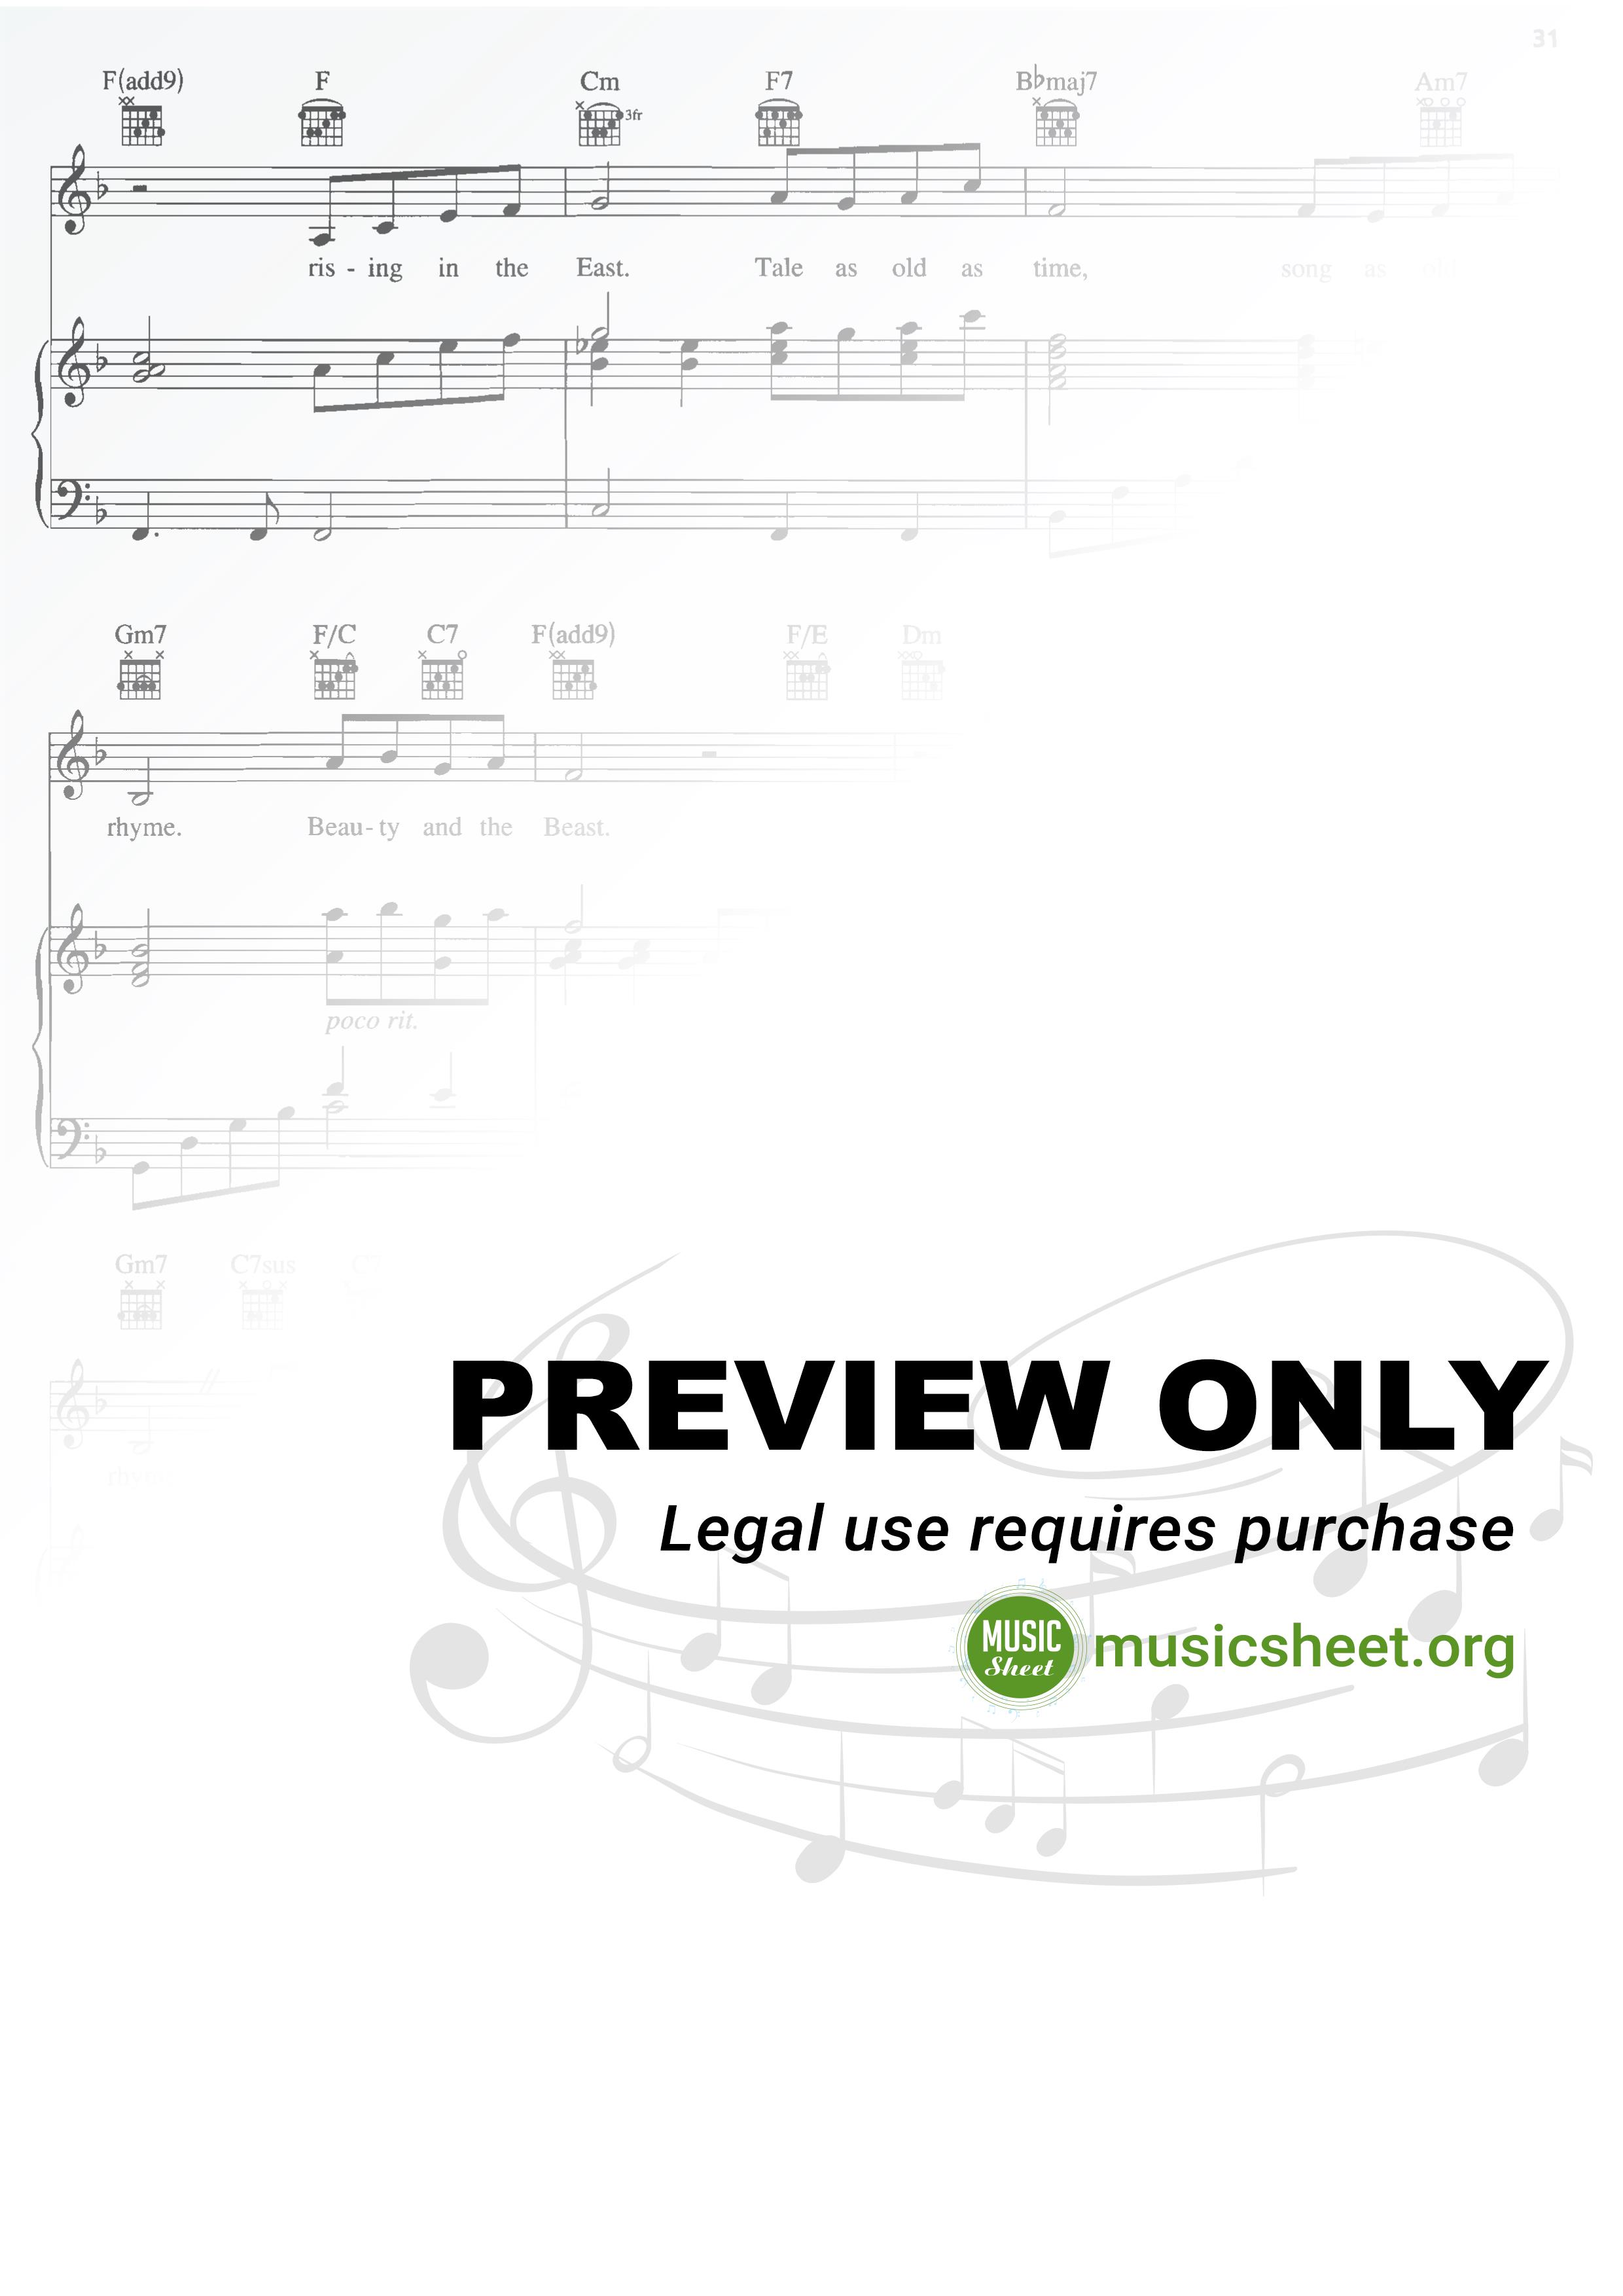 31
F(add9) F Cm F7 B♭maj7 Am7
3fr
ris - ing in the East. Tale as old as time, song as old
Gm7 F/C C7 F(add9) F/E Dm
rhyme. Beau - ty and the Beast.
poco rit.
Gm7 C7sus C7
PREVIEW ONLY
rhyme
Legal use requires purchase
MUSIC
Sheet
musicsheet.org